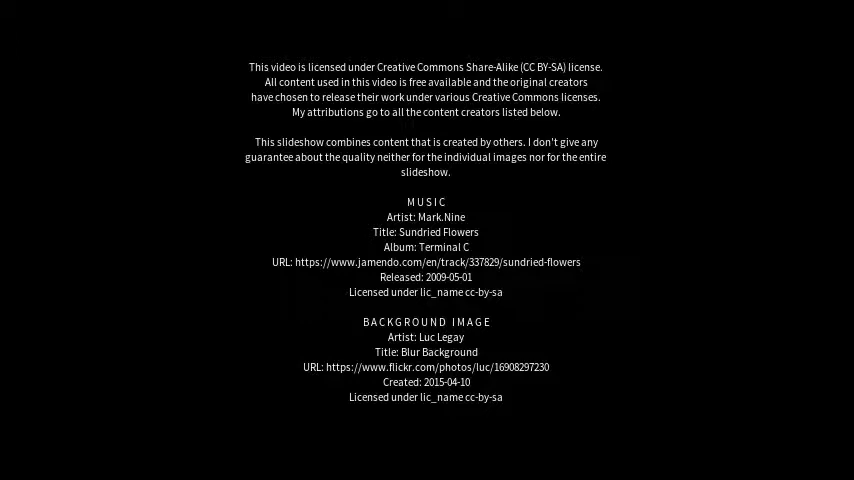 This video is licensed under Creative Commons Share-Alike (CC BY-SA) license.
All content used in this video is free available and the original creators
have chosen to release their work under various Creative Commons licenses.
My attributions go to all the content creators listed below.
This slideshow combines content that is created by others. I don't give any
guarantee about the quality neither for the individual images nor for the entire
slideshow.
MUSIC
Artist: Mark.Nine
Title: Sundried Flowers
Album: Terminal C
URL: https://www.jamendo.com/en/track/337829/sundried-flowers
Released: 2009-05-01
Licensed under lic_name cc-by-sa
BACKGROUND IMAGE
Artist: Luc Legay
Title: Blur Background
URL: https://www.flickr.com/photos/luc/16908297230
Created: 2015-04-10
Licensed under lic_name cc-by-sa